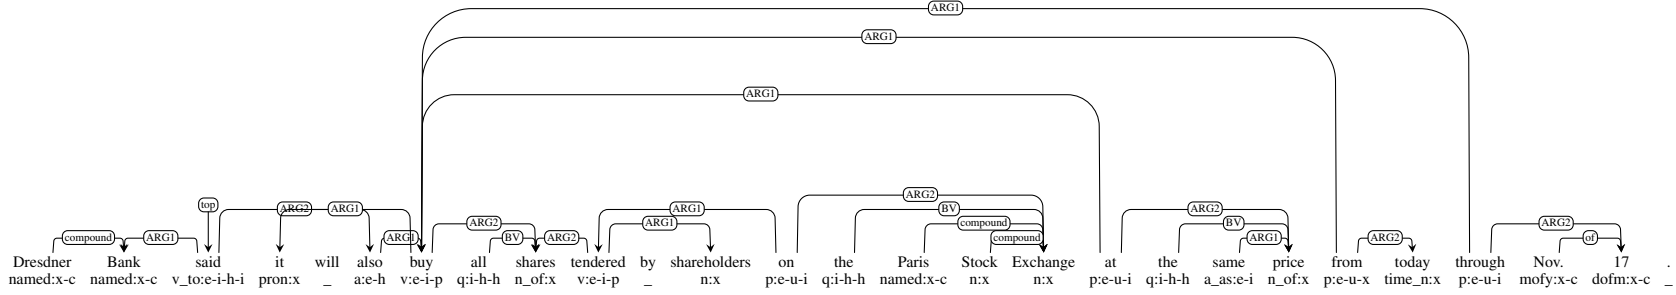 ARG1
ARG1
ARG1
ARG2
top ARG2 ARG1 ARG1 BV ARG2
ARG2 ARG1 compound BV ARG2
compound ARG1 ARG1 BV ARG2 compound ARG1 ARG2 of
Dresdner Bank said it will also buy all shares tendered by shareholders on the Paris Stock Exchange at the same price from today through Nov. 17 .
named:x-c named:x-c v_to:e-i-h-i pron:x _ a:e-h v:e-i-p q:i-h-h n_of:x v:e-i-p _ n:x p:e-u-i q:i-h-h named:x-c n:x n:x p:e-u-i q:i-h-h a_as:e-i n_of:x p:e-u-x time_n:x p:e-u-i mofy:x-c dofm:x-c _